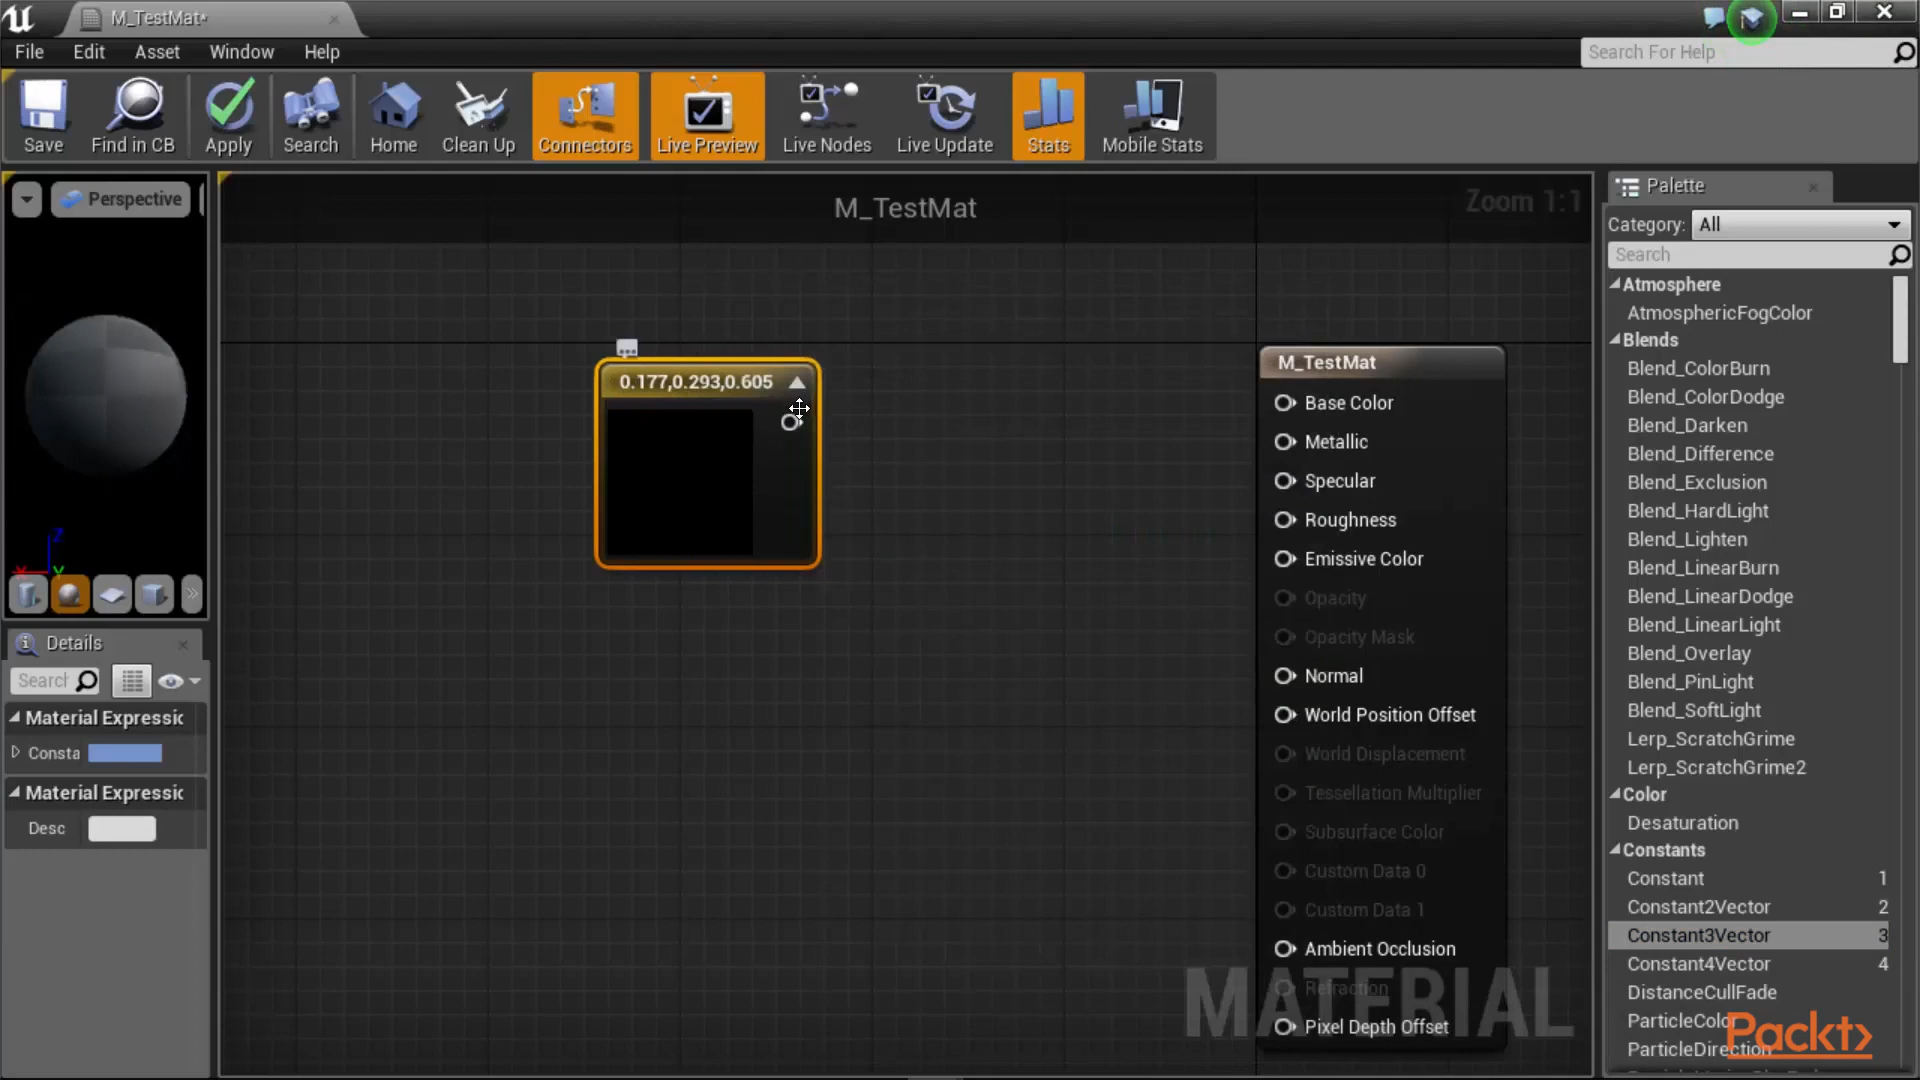 M_TestMat*
File Edit Asset Window Help
Search For Help
Save Find in CB Apply Search Home Clean Up Connectors Live Preview Live Nodes Live Update Stats Mobile Stats
Perspective
M_TestMat
Zoom 1:1
Palette
Category: All
Search
Atmosphere
AtmosphericFogColor
Blends
Blend_ColorBurn
Blend_ColorDodge
Blend_Darken
Blend_Difference
Blend_Exclusion
Blend_HardLight
Blend_Lighten
Blend_LinearBurn
Blend_LinearDodge
Blend_LinearLight
Blend_Overlay
Blend_PinLight
Blend_SoftLight
Lerp_ScratchGrime
Lerp_ScratchGrime2
Color
Desaturation
Constants
Constant 1
Constant2Vector 2
Constant3Vector 3
Constant4Vector 4
DistanceCullFade
ParticleColor
ParticleDirection
Packt>
0.177,0.293,0.605
M_TestMat
Base Color
Metallic
Specular
Roughness
Emissive Color
Opacity
Opacity Mask
Normal
World Position Offset
World Displacement
Tessellation Multiplier
Subsurface Color
Custom Data 0
Custom Data 1
Ambient Occlusion
Refraction
Pixel Depth Offset
MATERIAL
Z
X
Y
Details
Search
Material Expressic
Consta
Material Expressic
Desc